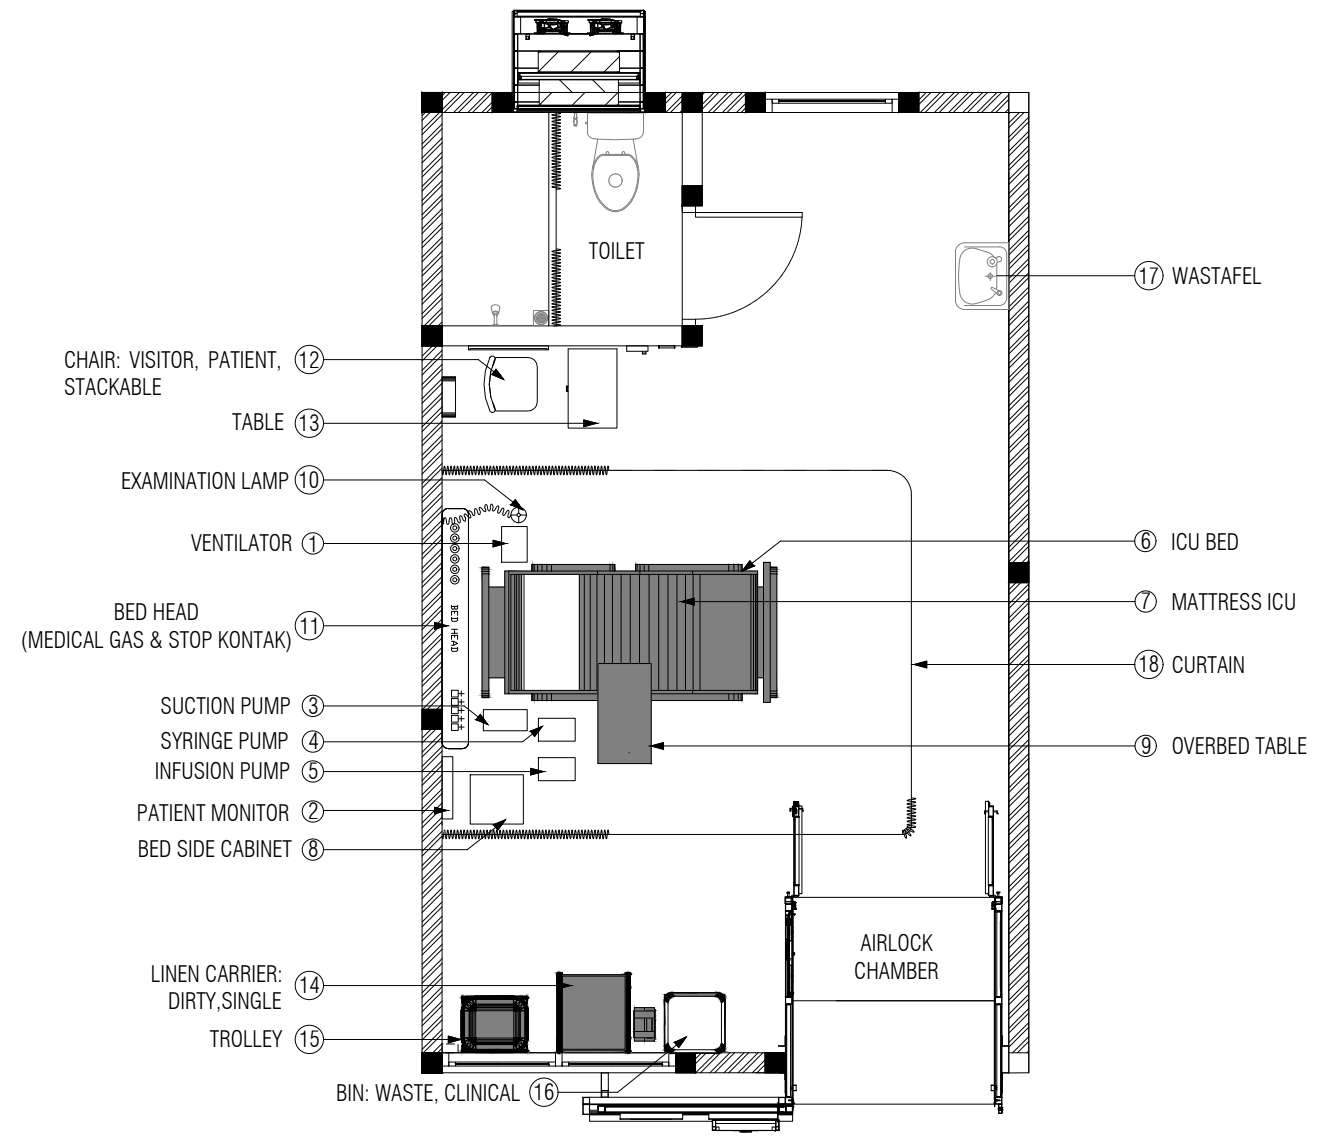 TOILET
17 WASTAFEL
CHAIR: VISITOR, PATIENT, 12
STACKABLE
TABLE 13
EXAMINATION LAMP 10
VENTILATOR 1
6 ICU BED
7 MATTRESS ICU
BED HEAD
(MEDICAL GAS & STOP KONTAK) 11
BED HEAD
18 CURTAIN
SUCTION PUMP 3
SYRINGE PUMP 4
9 OVERBED TABLE
INFUSION PUMP 5
PATIENT MONITOR 2
BED SIDE CABINET 8
AIRLOCK
CHAMBER
LINEN CARRIER: 14
DIRTY,SINGLE
TROLLEY 15
BIN: WASTE, CLINICAL 16